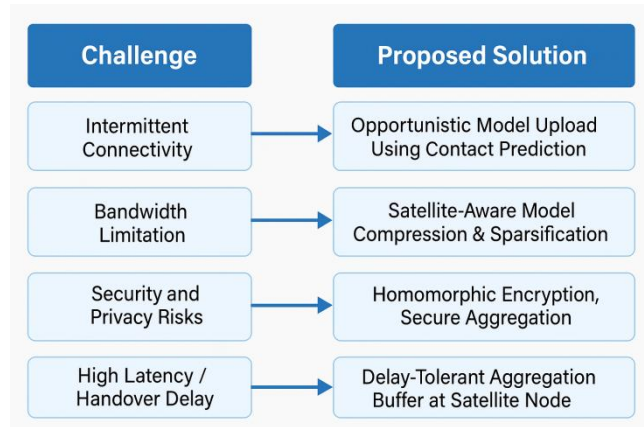 Challenge
Proposed Solution
Intermittent
Connectivity
Opportunistic Model Upload
Using Contact Prediction
Bandwidth
Limitation
Satellite-Aware Model
Compression & Sparsification
Security and
Privacy Risks
Homomorphic Encryption,
Secure Aggregation
High Latency /
Handover Delay
Delay-Tolerant Aggregation
Buffer at Satellite Node